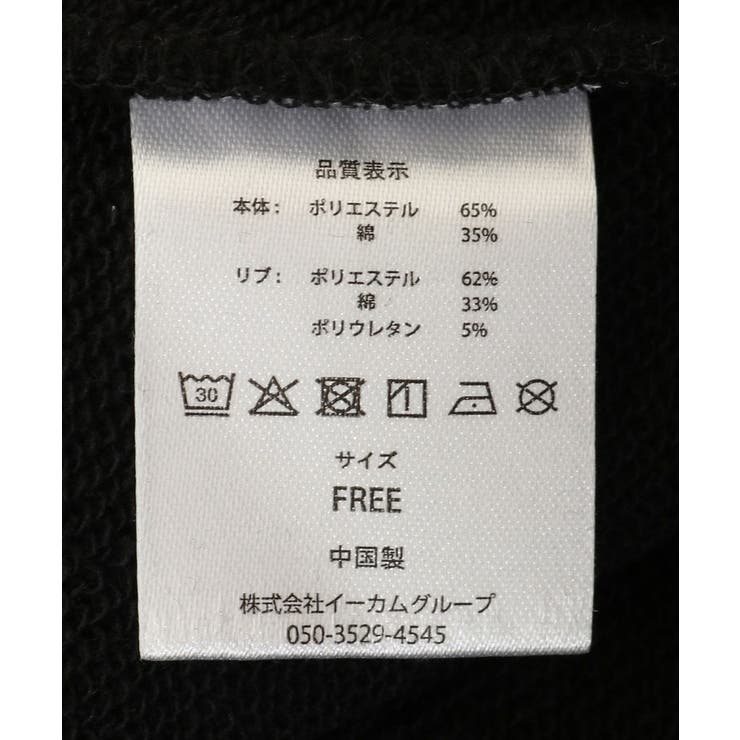 品質表示
本体： ポリエステル 65%
綿 35%
リブ： ポリエステル 62%
綿 33%
ポリウレタン 5%
30
サイズ
FREE
中国製
株式会社イーカムグループ
050-3529-4545